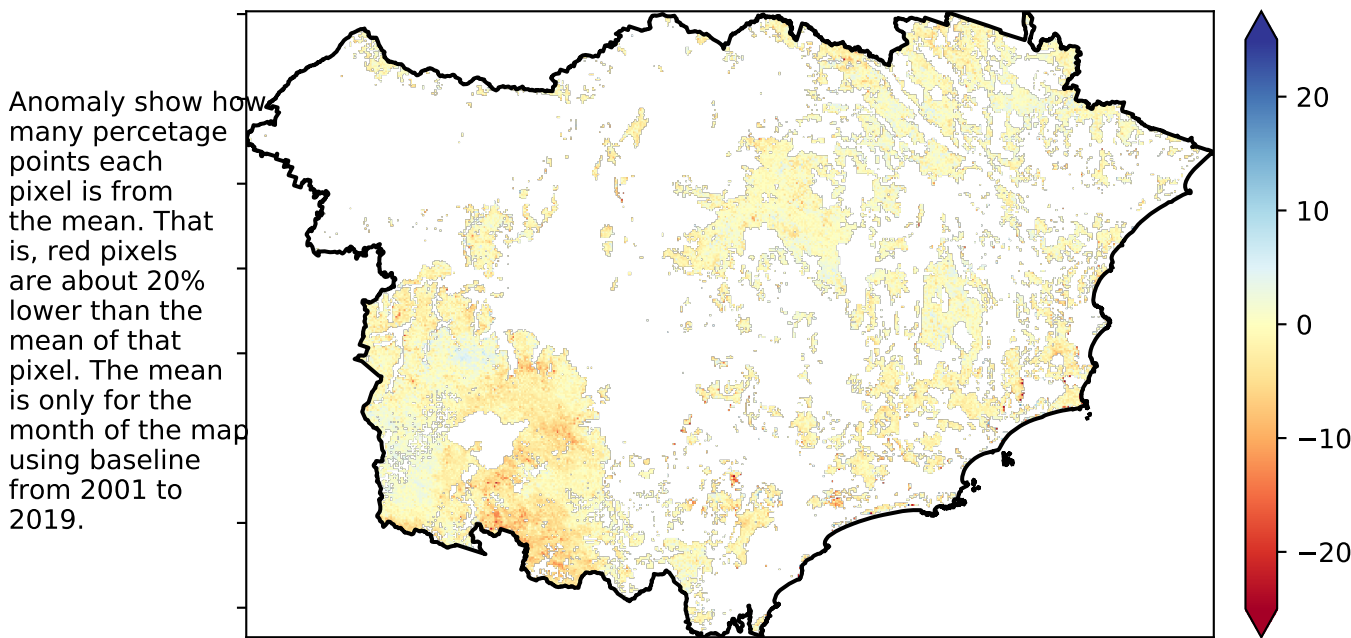 Anomaly show how
many percetage
points each
pixel is from
the mean. That
is, red pixels
are about 20%
lower than the
mean of that
pixel. The mean
is only for the
month of the map
using baseline
from 2001 to
2019.
20
10
0
−10
−20